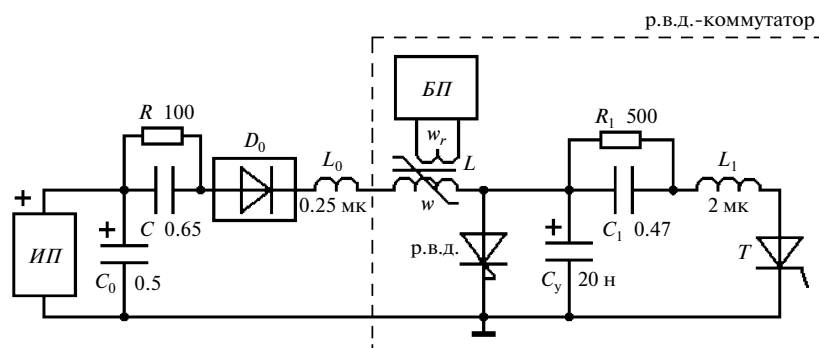 р.в.д.-коммутатор
БП
R 100
R₁ 500
D₀
wᵣ
L₀
L
L₁
0.25 мк
w
2 мк
C 0.65
C₁ 0.47
+
+
+
ИП
р.в.д.
T
C₀ 0.5
Cу 20 н